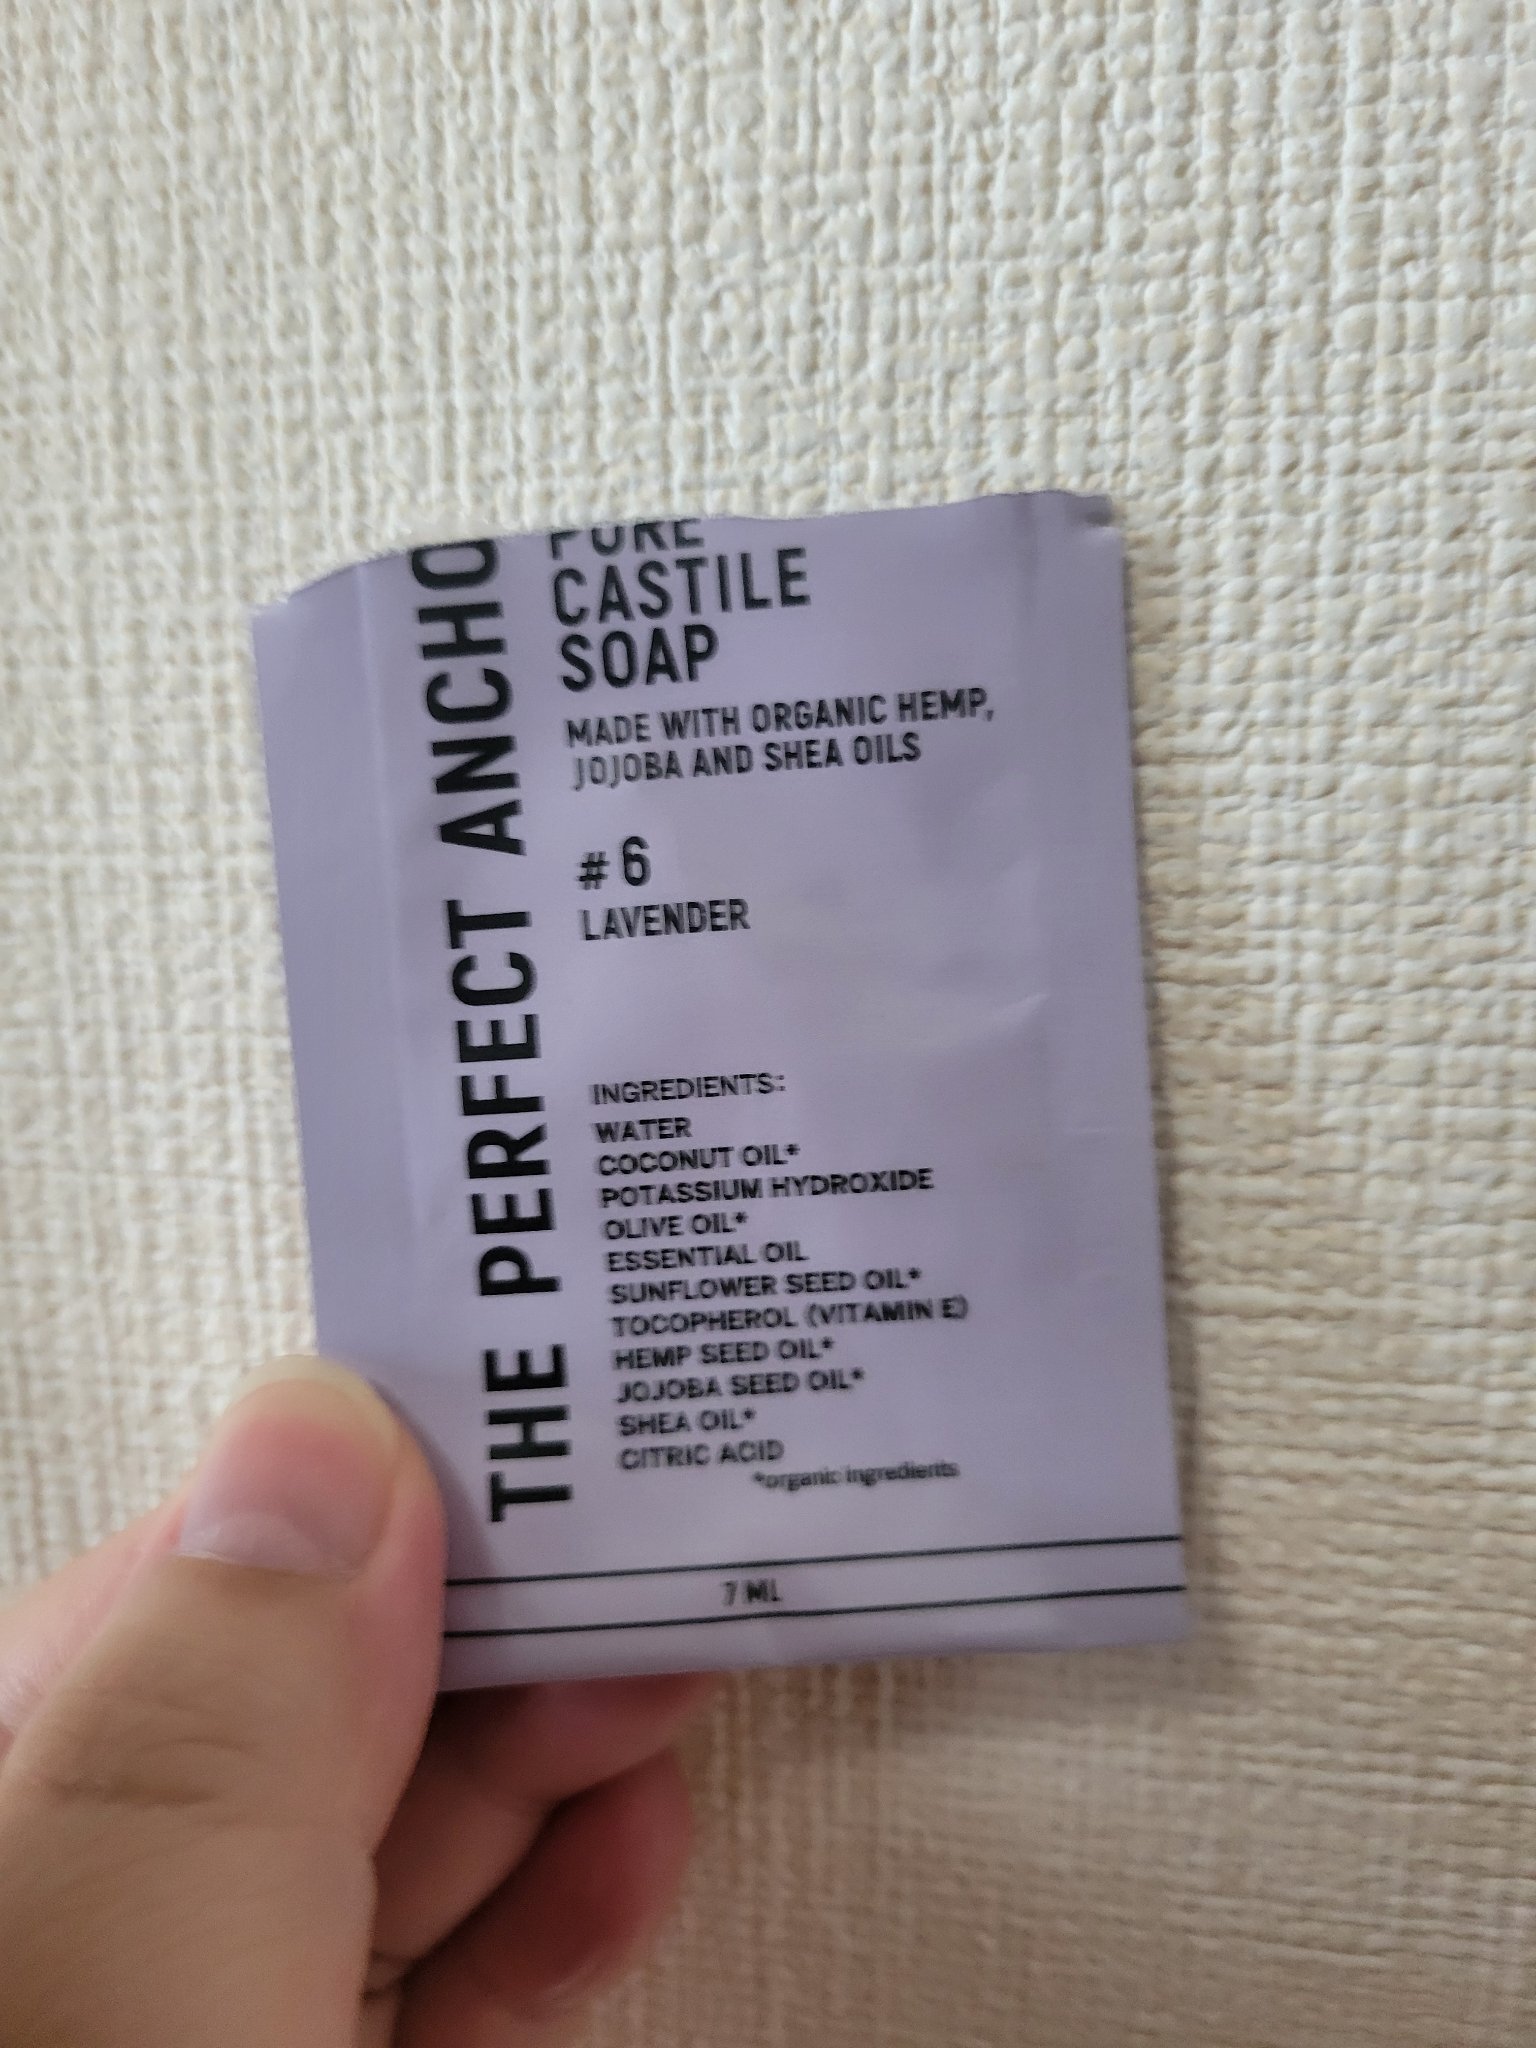 THE PERFECT ANCHO
PURE
CASTILE
SOAP
MADE WITH ORGANIC HEMP,
JOJOBA AND SHEA OILS
# 6
LAVENDER
INGREDIENTS:
WATER
COCONUT OIL*
POTASSIUM HYDROXIDE
OLIVE OIL*
ESSENTIAL OIL
SUNFLOWER SEED OIL*
TOCOPHEROL (VITAMIN E)
HEMP SEED OIL*
JOJOBA SEED OIL*
SHEA OIL*
CITRIC ACID
*organic ingredients
7 ML